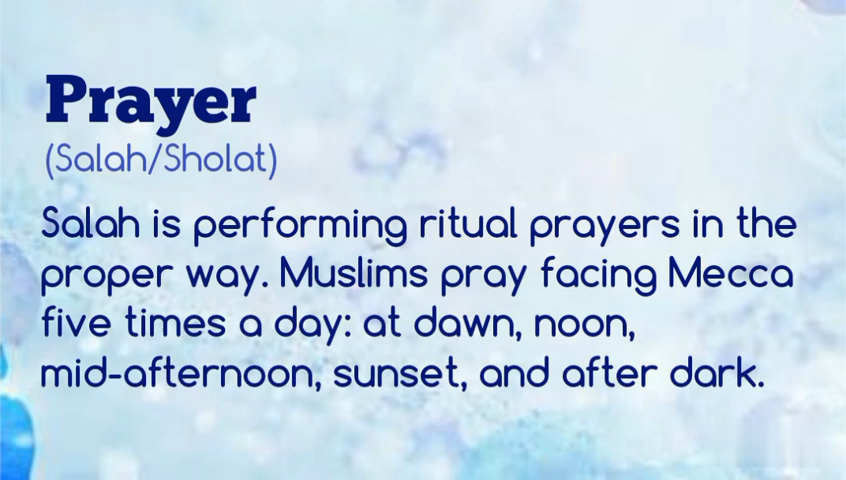 Prayer
(Salah/Sholat)
Salah is performing ritual prayers in the
proper way. Muslims pray facing Mecca
five times a day: at dawn, noon,
mid-afternoon, sunset, and after dark.